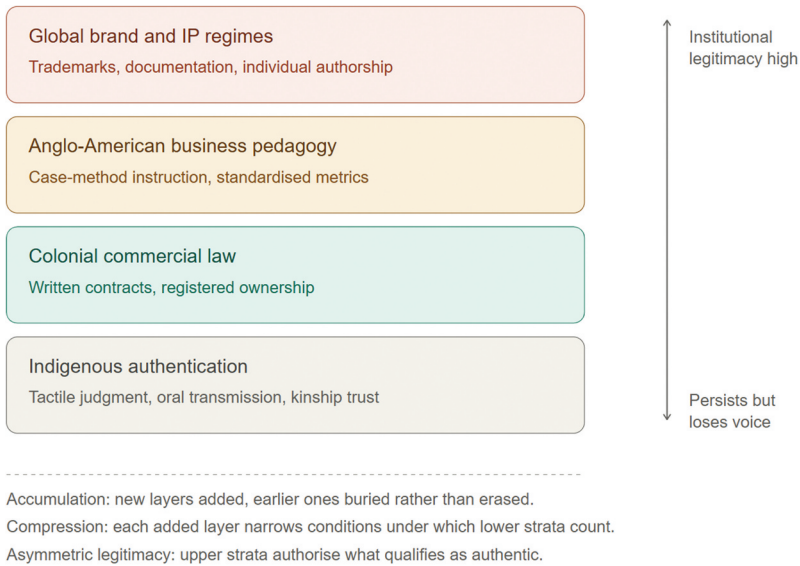 Global brand and IP regimes
Trademarks, documentation, individual authorship
Institutional
legitimacy high
Anglo-American business pedagogy
Case-method instruction, standardised metrics
Colonial commercial law
Written contracts, registered ownership
Indigenous authentication
Tactile judgment, oral transmission, kinship trust
Persists but
loses voice
Accumulation: new layers added, earlier ones buried rather than erased.
Compression: each added layer narrows conditions under which lower strata count.
Asymmetric legitimacy: upper strata authorise what qualifies as authentic.